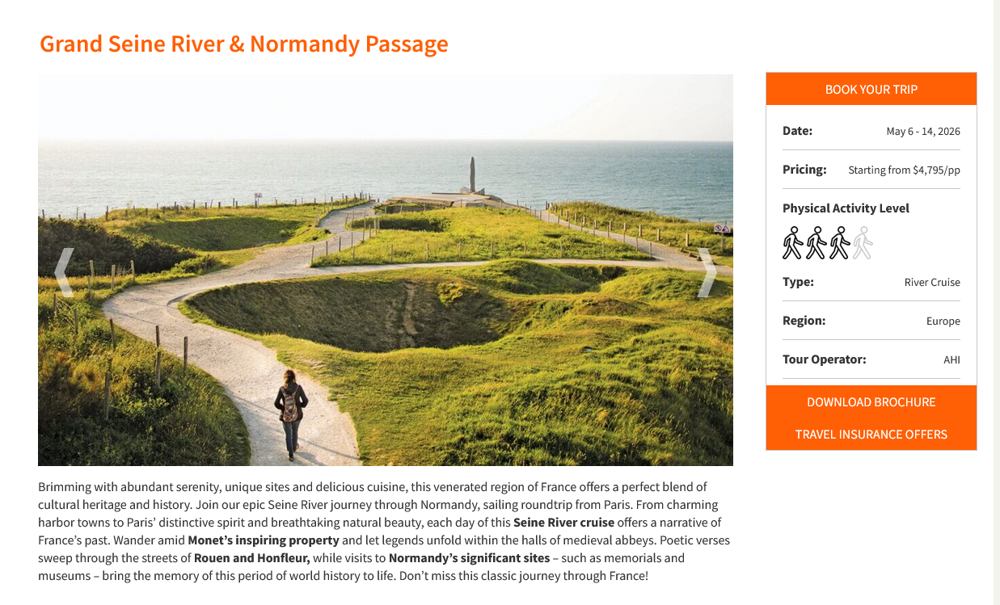 Grand Seine River & Normandy Passage
BOOK YOUR TRIP
Date: May 6 - 14, 2026
Pricing: Starting from $4,795/pp
Physical Activity Level
Type: River Cruise
Region: Europe
Tour Operator: AHI
DOWNLOAD BROCHURE
TRAVEL INSURANCE OFFERS
Brimming with abundant serenity, unique sites and delicious cuisine, this venerated region of France offers a perfect blend of
cultural heritage and history. Join our epic Seine River journey through Normandy, sailing roundtrip from Paris. From charming
harbor towns to Paris’ distinctive spirit and breathtaking natural beauty, each day of this Seine River cruise offers a narrative of
France’s past. Wander amid Monet’s inspiring property and let legends unfold within the halls of medieval abbeys. Poetic verses
sweep through the streets of Rouen and Honfleur, while visits to Normandy’s significant sites – such as memorials and
museums – bring the memory of this period of world history to life. Don’t miss this classic journey through France!